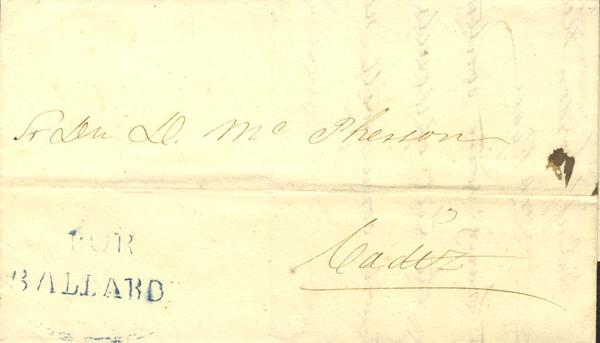 Sr Dn D. Mc Pherson
Cadiz
POR
BALLARD